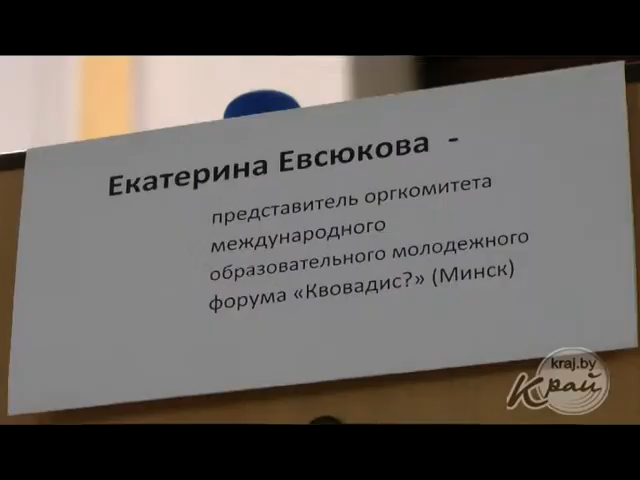 Екатерина Евсюкова -
представитель оргкомитета
международного
образовательного молодежного
форума «Квовадис?» (Минск)
kraj.by
Край